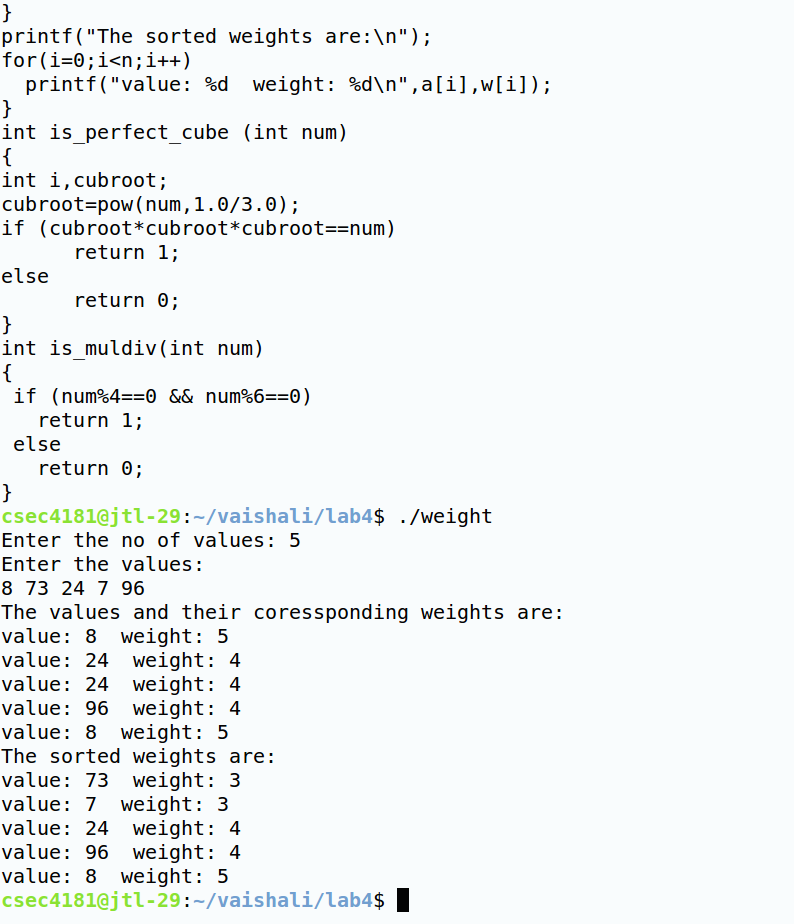 }
printf("The sorted weights are:\n");
for(i=0;i<n;i++)
  printf("value: %d  weight: %d\n",a[i],w[i]);
}
int is_perfect_cube (int num)
{
int i,cubroot;
cubroot=pow(num,1.0/3.0);
if (cubroot*cubroot*cubroot==num)
      return 1;
else
      return 0;
}
int is_muldiv(int num)
{
 if (num%4==0 && num%6==0)
   return 1;
 else
   return 0;
}
csec4181@jtl-29:~/vaishali/lab4$ ./weight
Enter the no of values: 5
Enter the values:
8 73 24 7 96
The values and their coressponding weights are:
value: 8  weight: 5
value: 24  weight: 4
value: 24  weight: 4
value: 96  weight: 4
value: 8  weight: 5
The sorted weights are:
value: 73  weight: 3
value: 7  weight: 3
value: 24  weight: 4
value: 96  weight: 4
value: 8  weight: 5
csec4181@jtl-29:~/vaishali/lab4$